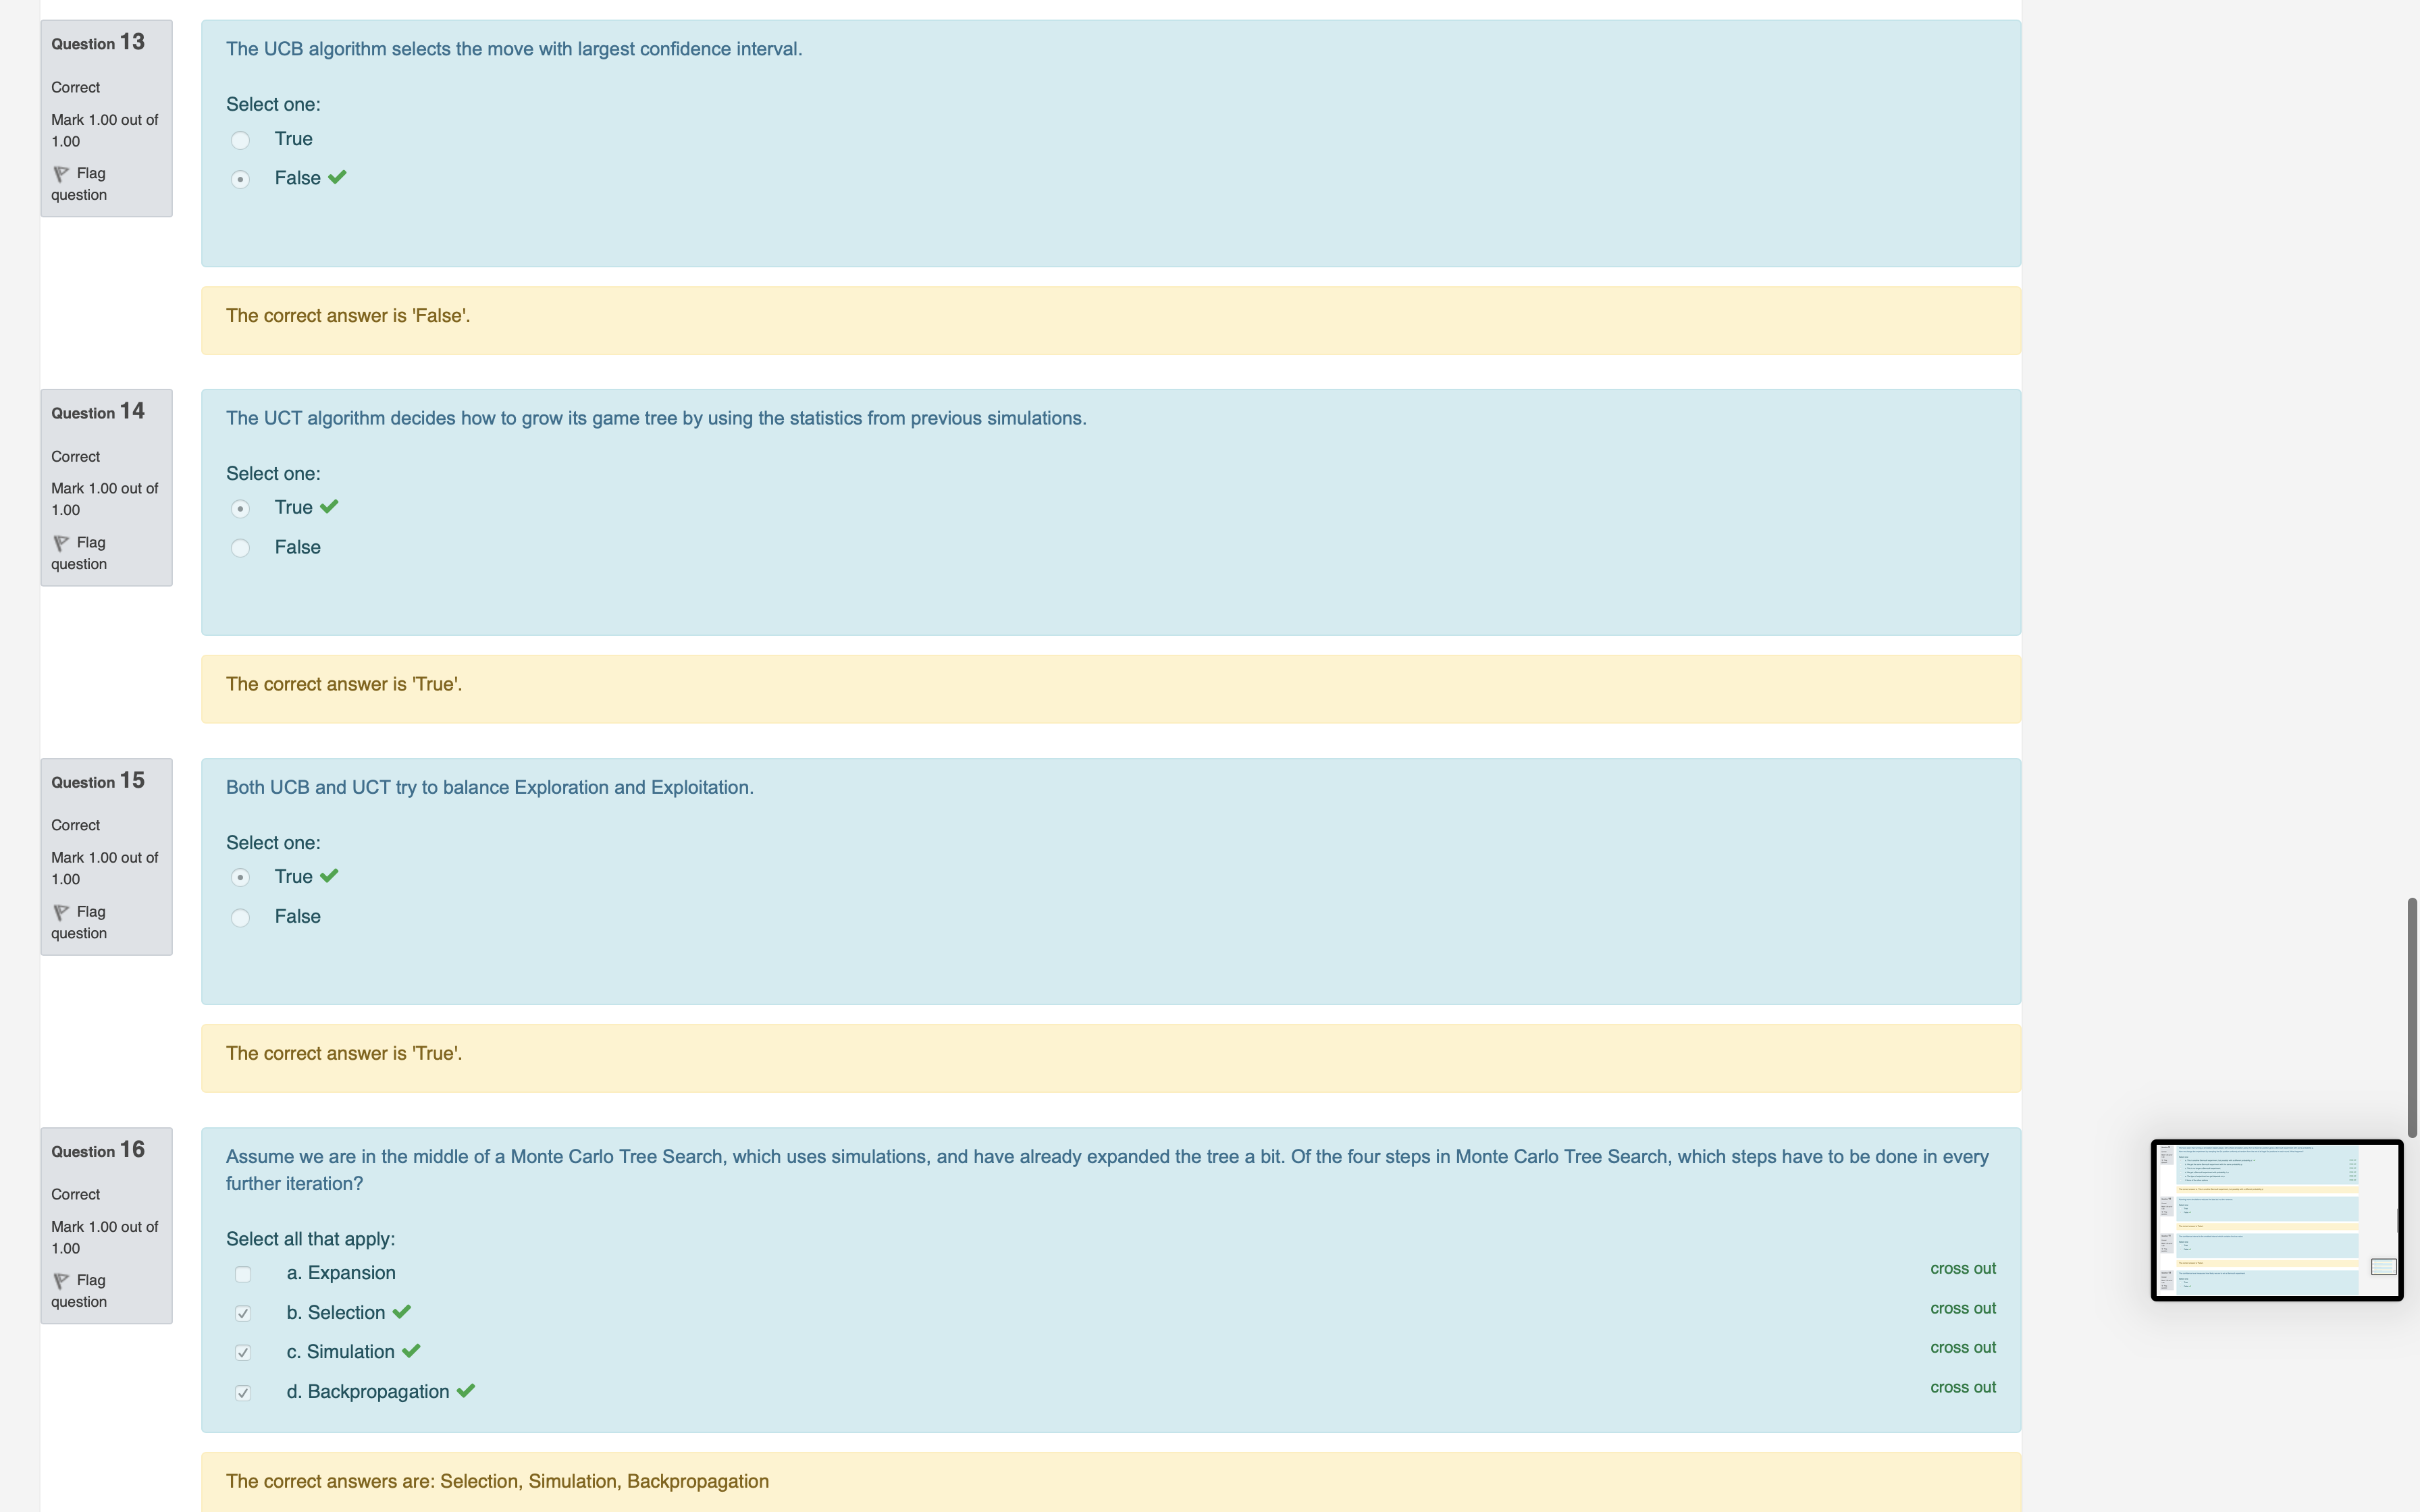 Question 13
Correct
Mark 1.00 out of
1.00
Flag
question
The UCB algorithm selects the move with largest confidence interval.
Select one:
True
False
The correct answer is 'False'.
Question 14
Correct
Mark 1.00 out of
1.00
Flag
question
The UCT algorithm decides how to grow its game tree by using the statistics from previous simulations.
Select one:
True
False
The correct answer is 'True'.
Question 15
Correct
Mark 1.00 out of
1.00
Flag
question
Both UCB and UCT try to balance Exploration and Exploitation.
Select one:
True
False
The correct answer is 'True'.
Question 16
Correct
Mark 1.00 out of
1.00
Flag
question
Assume we are in the middle of a Monte Carlo Tree Search, which uses simulations, and have already expanded the tree a bit. Of the four steps in Monte Carlo Tree Search, which steps have to be done in every
further iteration?
Select all that apply:
a. Expansion cross out
b. Selection cross out
c. Simulation cross out
d. Backpropagation cross out
The correct answers are: Selection, Simulation, Backpropagation